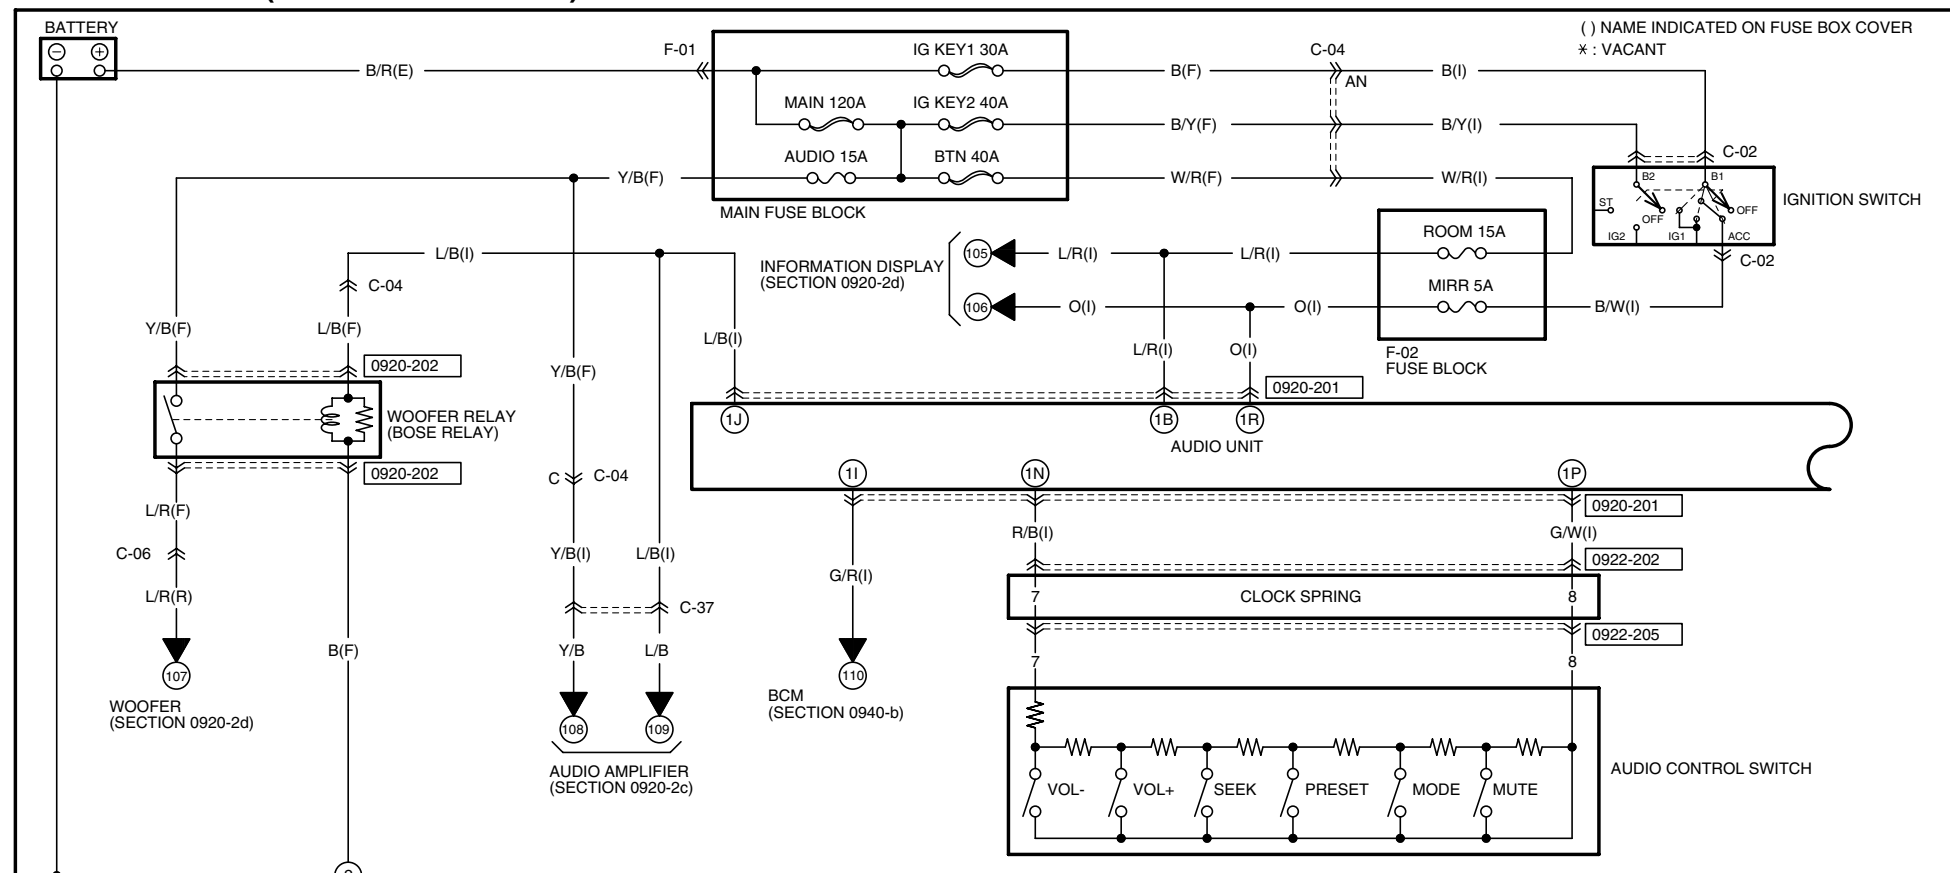 BATTERY
( ) NAME INDICATED ON FUSE BOX COVER
* : VACANT
− +
F-01
IG KEY1 30A
C-04
B/R(E)
B(F)
B(I)
AN
MAIN 120A
IG KEY2 40A
B/Y(F)
B/Y(I)
C-02
AUDIO 15A
BTN 40A
Y/B(F)
W/R(F)
W/R(I)
B2
B1
MAIN FUSE BLOCK
IGNITION SWITCH
ST
OFF
OFF
IG2
IG1
ACC
C-02
ROOM 15A
L/B(I)
INFORMATION DISPLAY
(SECTION 0920-2d)
105
L/R(I)
L/R(I)
C-04
MIRR 5A
106
O(I)
O(I)
B/W(I)
Y/B(F)
L/B(F)
L/B(I)
L/R(I)
O(I)
F-02
FUSE BLOCK
0920-202
Y/B(F)
0920-201
WOOFER RELAY
(BOSE RELAY)
1J
1B
1R
AUDIO UNIT
0920-202
C
C-04
1I
1N
1P
0920-201
L/R(F)
R/B(I)
G/W(I)
C-06
Y/B(I)
L/B(I)
0922-202
G/R(I)
L/R(R)
7
CLOCK SPRING
8
C-37
0922-205
B(F)
Y/B
L/B
7
8
107
110
WOOFER
(SECTION 0920-2d)
BCM
(SECTION 0940-b)
108
109
AUDIO AMPLIFIER
(SECTION 0920-2c)
AUDIO CONTROL SWITCH
VOL-
VOL+
SEEK
PRESET
MODE
MUTE